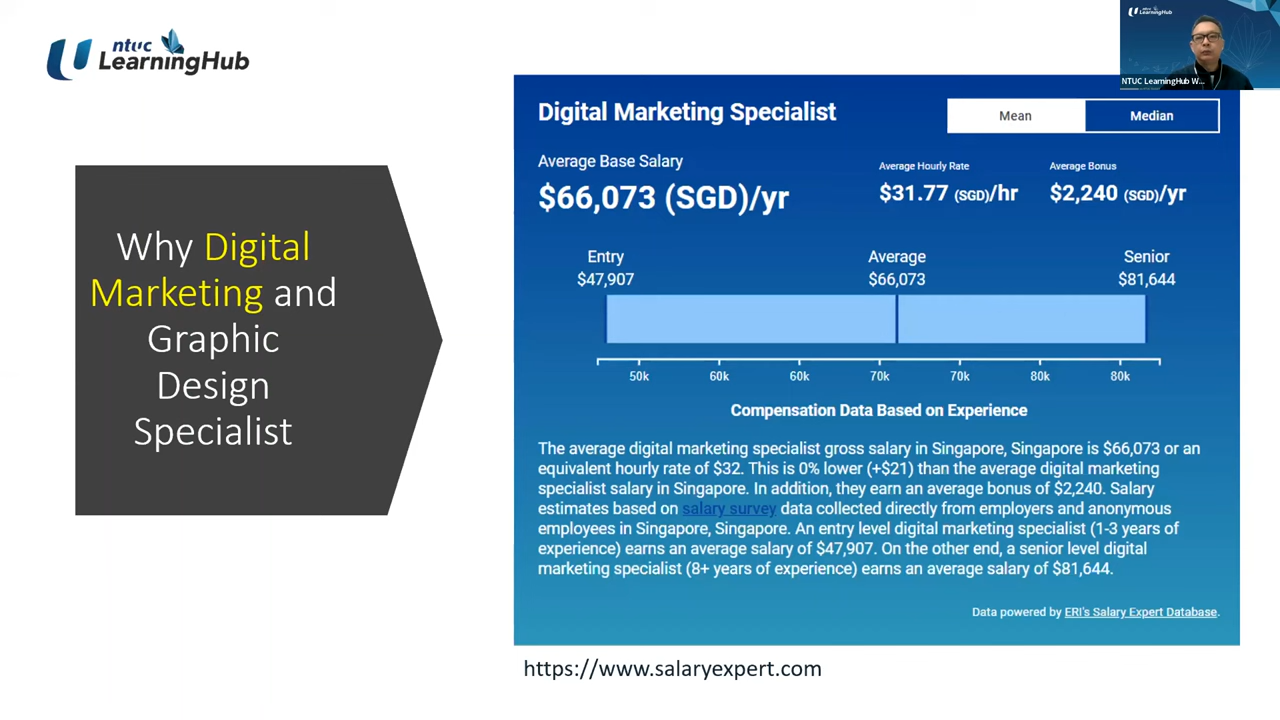 ntuc
LearningHub
ntuc
LearningHub
NTUC LearningHub W...
Why Digital
Marketing and
Graphic
Design
Specialist
Digital Marketing Specialist
Mean
Median
Average Base Salary
$66,073 (SGD)/yr
Average Hourly Rate
$31.77 (SGD)/hr
Average Bonus
$2,240 (SGD)/yr
Entry
$47,907
Average
$66,073
Senior
$81,644
50k 60k 60k 70k 70k 80k 80k
Compensation Data Based on Experience
The average digital marketing specialist gross salary in Singapore, Singapore is $66,073 or an
equivalent hourly rate of $32. This is 0% lower (+$21) than the average digital marketing
specialist salary in Singapore. In addition, they earn an average bonus of $2,240. Salary
estimates based on salary survey data collected directly from employers and anonymous
employees in Singapore, Singapore. An entry level digital marketing specialist (1-3 years of
experience) earns an average salary of $47,907. On the other end, a senior level digital
marketing specialist (8+ years of experience) earns an average salary of $81,644.
Data powered by ERI's Salary Expert Database.
https://www.salaryexpert.com